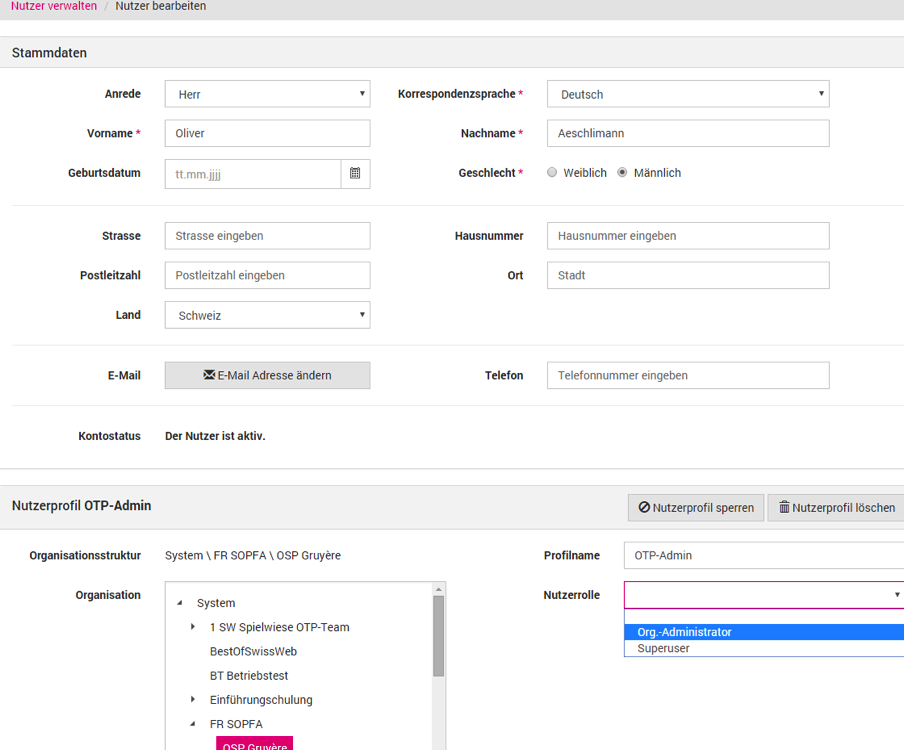 Nutzer verwalten / Nutzer bearbeiten
Stammdaten
Anrede Herr Korrespondenzsprache * Deutsch
Vorname * Oliver Nachname * Aeschlimann
Geburtsdatum tt.mm.jjjj Geschlecht * Weiblich Männlich
Strasse Strasse eingeben Hausnummer Hausnummer eingeben
Postleitzahl Postleitzahl eingeben Ort Stadt
Land Schweiz
E-Mail E-Mail Adresse ändern Telefon Telefonnummer eingeben
Kontostatus Der Nutzer ist aktiv.
Nutzerprofil OTP-Admin Nutzerprofil sperren Nutzerprofil löschen
Organisationsstruktur System \ FR SOPFA \ OSP Gruyère Profilname OTP-Admin
Organisation Nutzerrolle
System
1 SW Spielwiese OTP-Team
Org.-Administrator
Superuser
BestOfSwissWeb
BT Betriebstest
Einführungschulung
FR SOPFA
OSP Gruyère